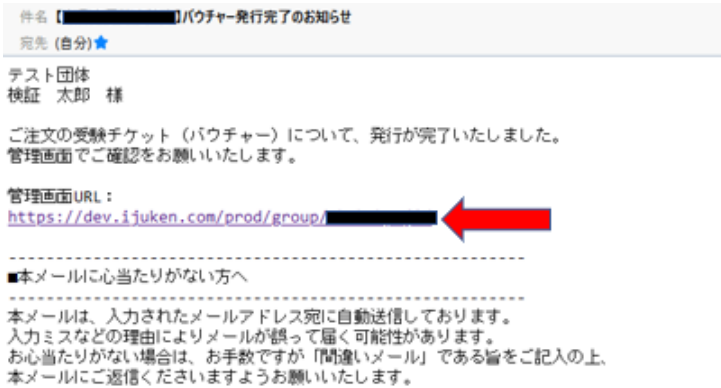 件名【 】バウチャー発行完了のお知らせ
宛先 (自分)★
テスト団体
検証 太郎 様
ご注文の受験チケット（バウチャー）について、発行が完了いたしました。
管理画面でご確認をお願いいたします。
管理画面URL：
https://dev.ijuken.com/prod/group/
-------------------------------------------------------
■本メールに心当たりがない方へ
-------------------------------------------------------
本メールは、入力されたメールアドレス宛に自動送信しております。
入力ミスなどの理由によりメールが誤って届く可能性があります。
お心当たりがない場合は、お手数ですが「間違いメール」である旨をご記入の上、
本メールにご返信くださいますようお願いいたします。